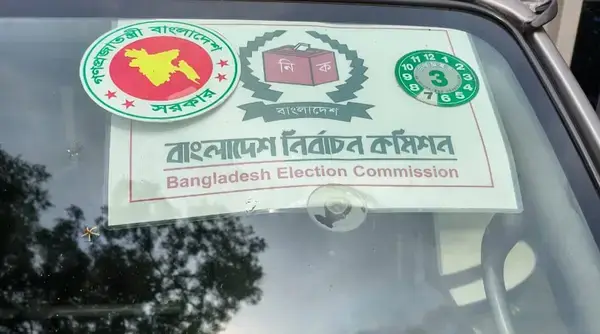 গণপ্রজাতন্ত্রী বাংলাদেশ
সরকার
নি ক
বাংলাদেশ
বাংলাদেশ নির্বাচন কমিশন
Bangladesh Election Commission
3